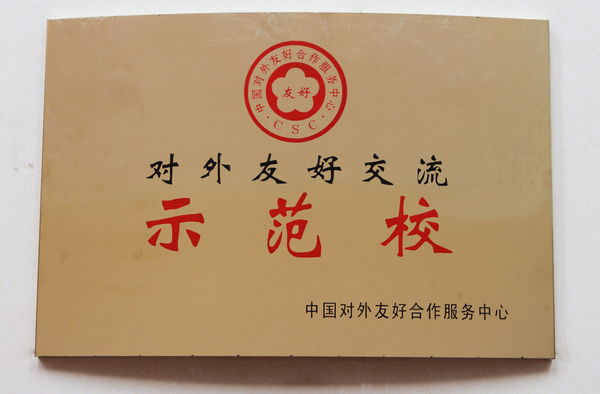 中国对外友好合作服务中心
友好
·CSC·
对外友好交流
示范校
中国对外友好合作服务中心